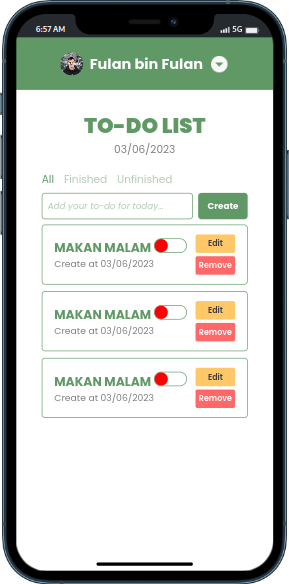 6:57 AM 5G
Fulan bin Fulan
TO-DO LIST
03/06/2023
All Finished Unfinished
Add your to-do for today... Create
MAKAN MALAM Edit
Create at 03/06/2023 Remove
MAKAN MALAM Edit
Create at 03/06/2023 Remove
MAKAN MALAM Edit
Create at 03/06/2023 Remove